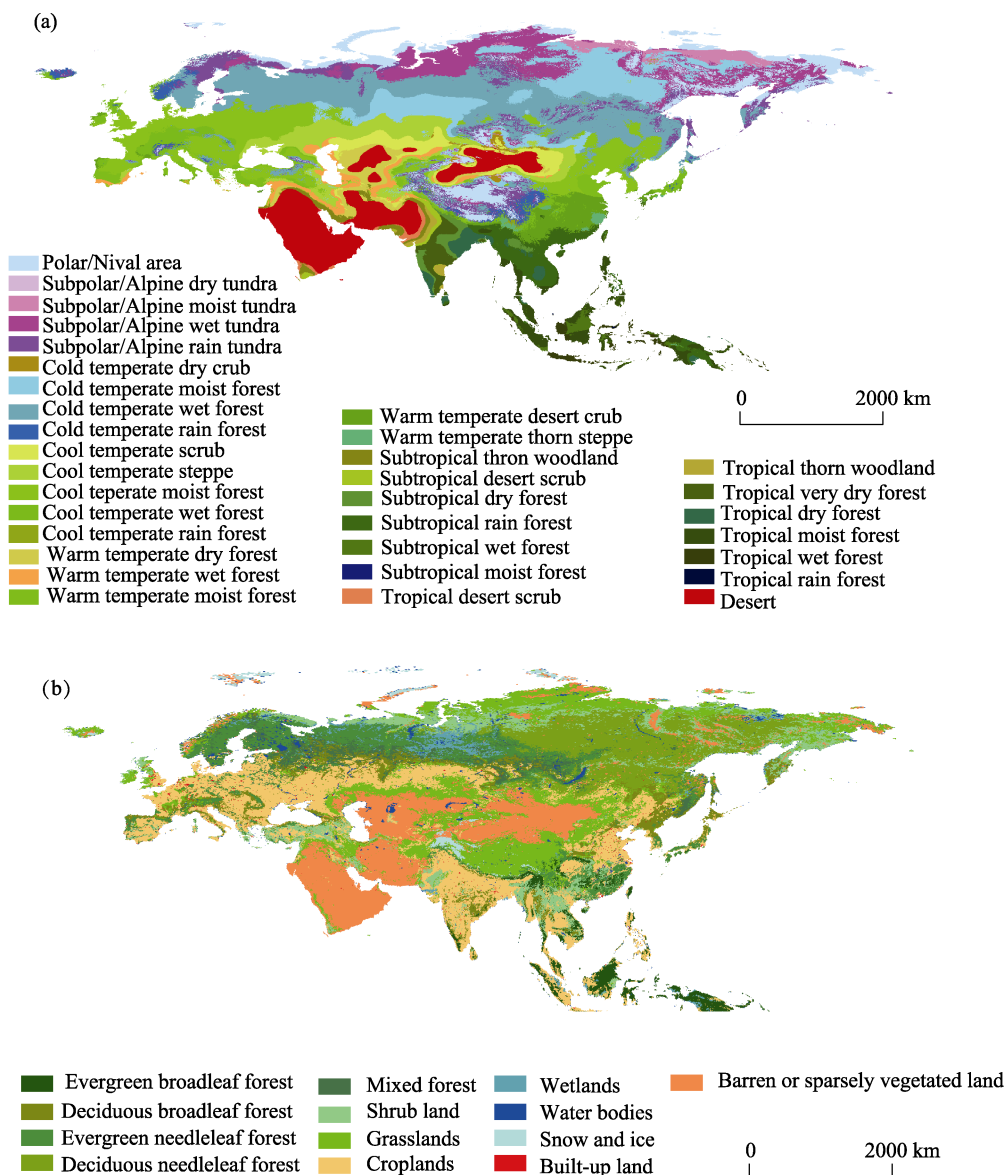 (a)
Polar/Nival area
Subpolar/Alpine dry tundra
Subpolar/Alpine moist tundra
Subpolar/Alpine wet tundra
Subpolar/Alpine rain tundra
Cold temperate dry crub
Cold temperate moist forest
Cold temperate wet forest
Cold temperate rain forest
Cool temperate scrub
Cool temperate steppe
Cool teperate moist forest
Cool temperate wet forest
Cool temperate rain forest
Warm temperate dry forest
Warm temperate wet forest
Warm temperate moist forest
Warm temperate desert crub
Warm temperate thorn steppe
Subtropical thron woodland
Subtropical desert scrub
Subtropical dry forest
Subtropical rain forest
Subtropical wet forest
Subtropical moist forest
Tropical desert scrub
0 2000 km
Tropical thorn woodland
Tropical very dry forest
Tropical dry forest
Tropical moist forest
Tropical wet forest
Tropical rain forest
Desert
(b)
Evergreen broadleaf forest
Deciduous broadleaf forest
Evergreen needleleaf forest
Deciduous needleleaf forest
Mixed forest
Shrub land
Grasslands
Croplands
Wetlands
Water bodies
Snow and ice
Built-up land
Barren or sparsely vegetated land
0 2000 km